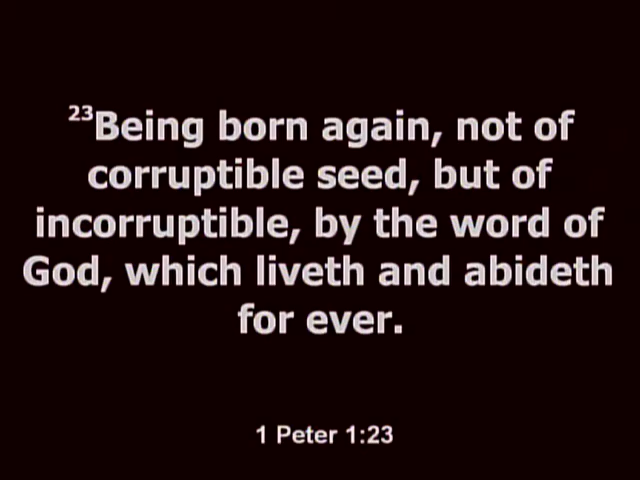 23Being born again, not of
corruptible seed, but of
incorruptible, by the word of
God, which liveth and abideth
for ever.
1 Peter 1:23